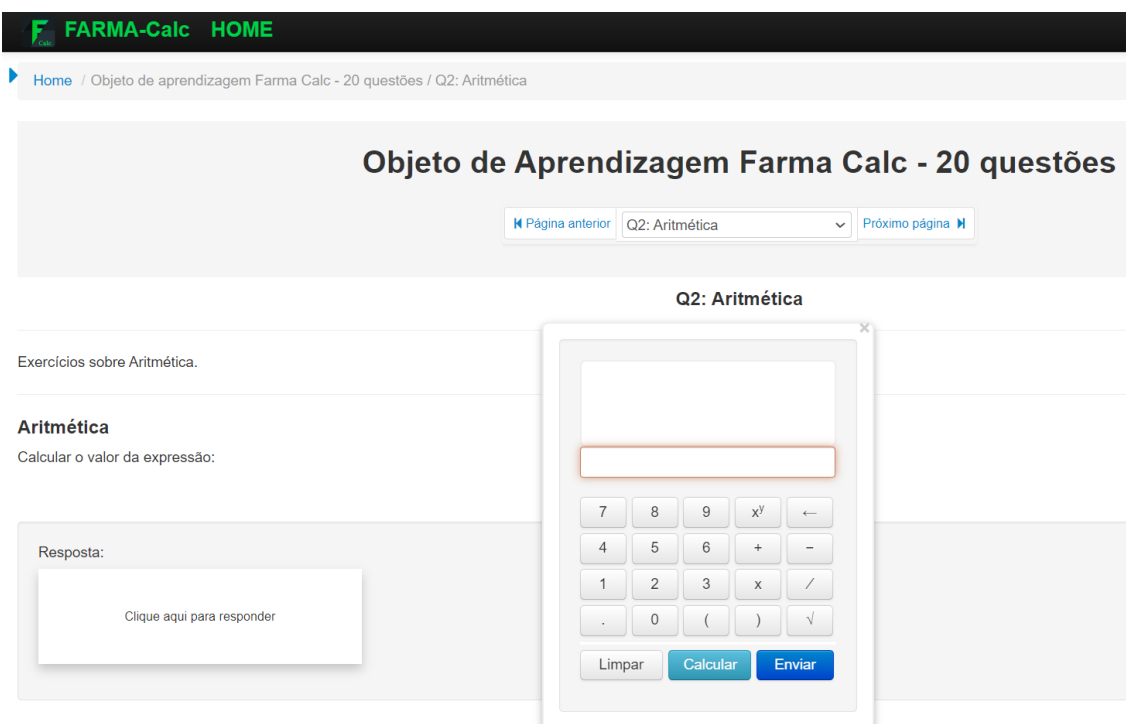 FARMA-Calc HOME
Calc
Home / Objeto de aprendizagem Farma Calc - 20 questões / Q2: Aritmética
Objeto de Aprendizagem Farma Calc - 20 questões
Página anterior Q2: Aritmética Próximo página
Q2: Aritmética
×
Exercícios sobre Aritmética.
Aritmética
Calcular o valor da expressão:
Resposta:
Clique aqui para responder
7 8 9 xʸ ←
4 5 6 + −
1 2 3 x /
. 0 ( ) √
Limpar Calcular Enviar